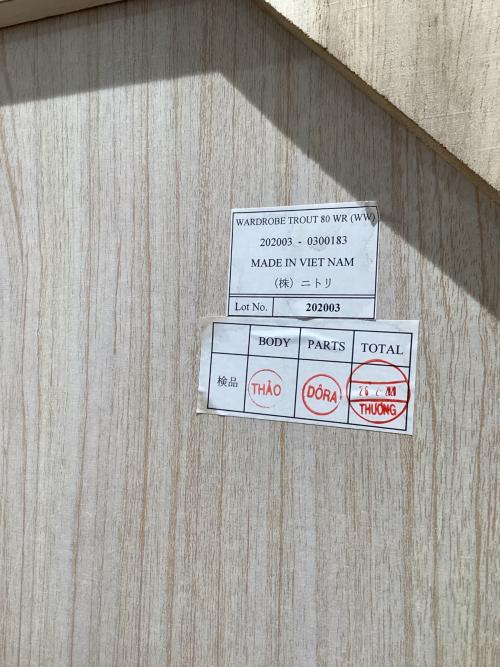 WARDROBE TROUT 80 WR (WW)
202003 - 0300183
MADE IN VIET NAM
(株) ニトリ
Lot No. 202003
BODY PARTS TOTAL
検品 THẢO DÔRA
THƯƠNG